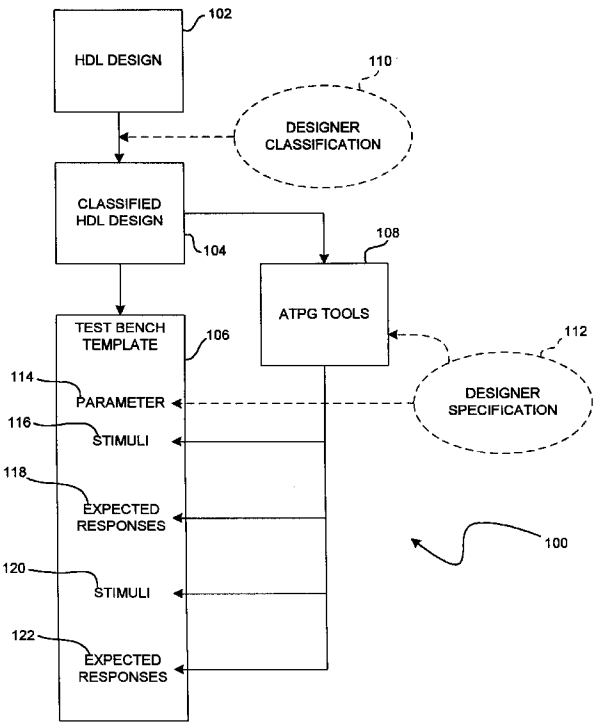 102
HDL DESIGN
110
DESIGNER
CLASSIFICATION
CLASSIFIED
HDL DESIGN
104
108
ATPG TOOLS
TEST BENCH
TEMPLATE
106
112
DESIGNER
SPECIFICATION
114
PARAMETER
116
STIMULI
118
EXPECTED
RESPONSES
100
120
STIMULI
122
EXPECTED
RESPONSES